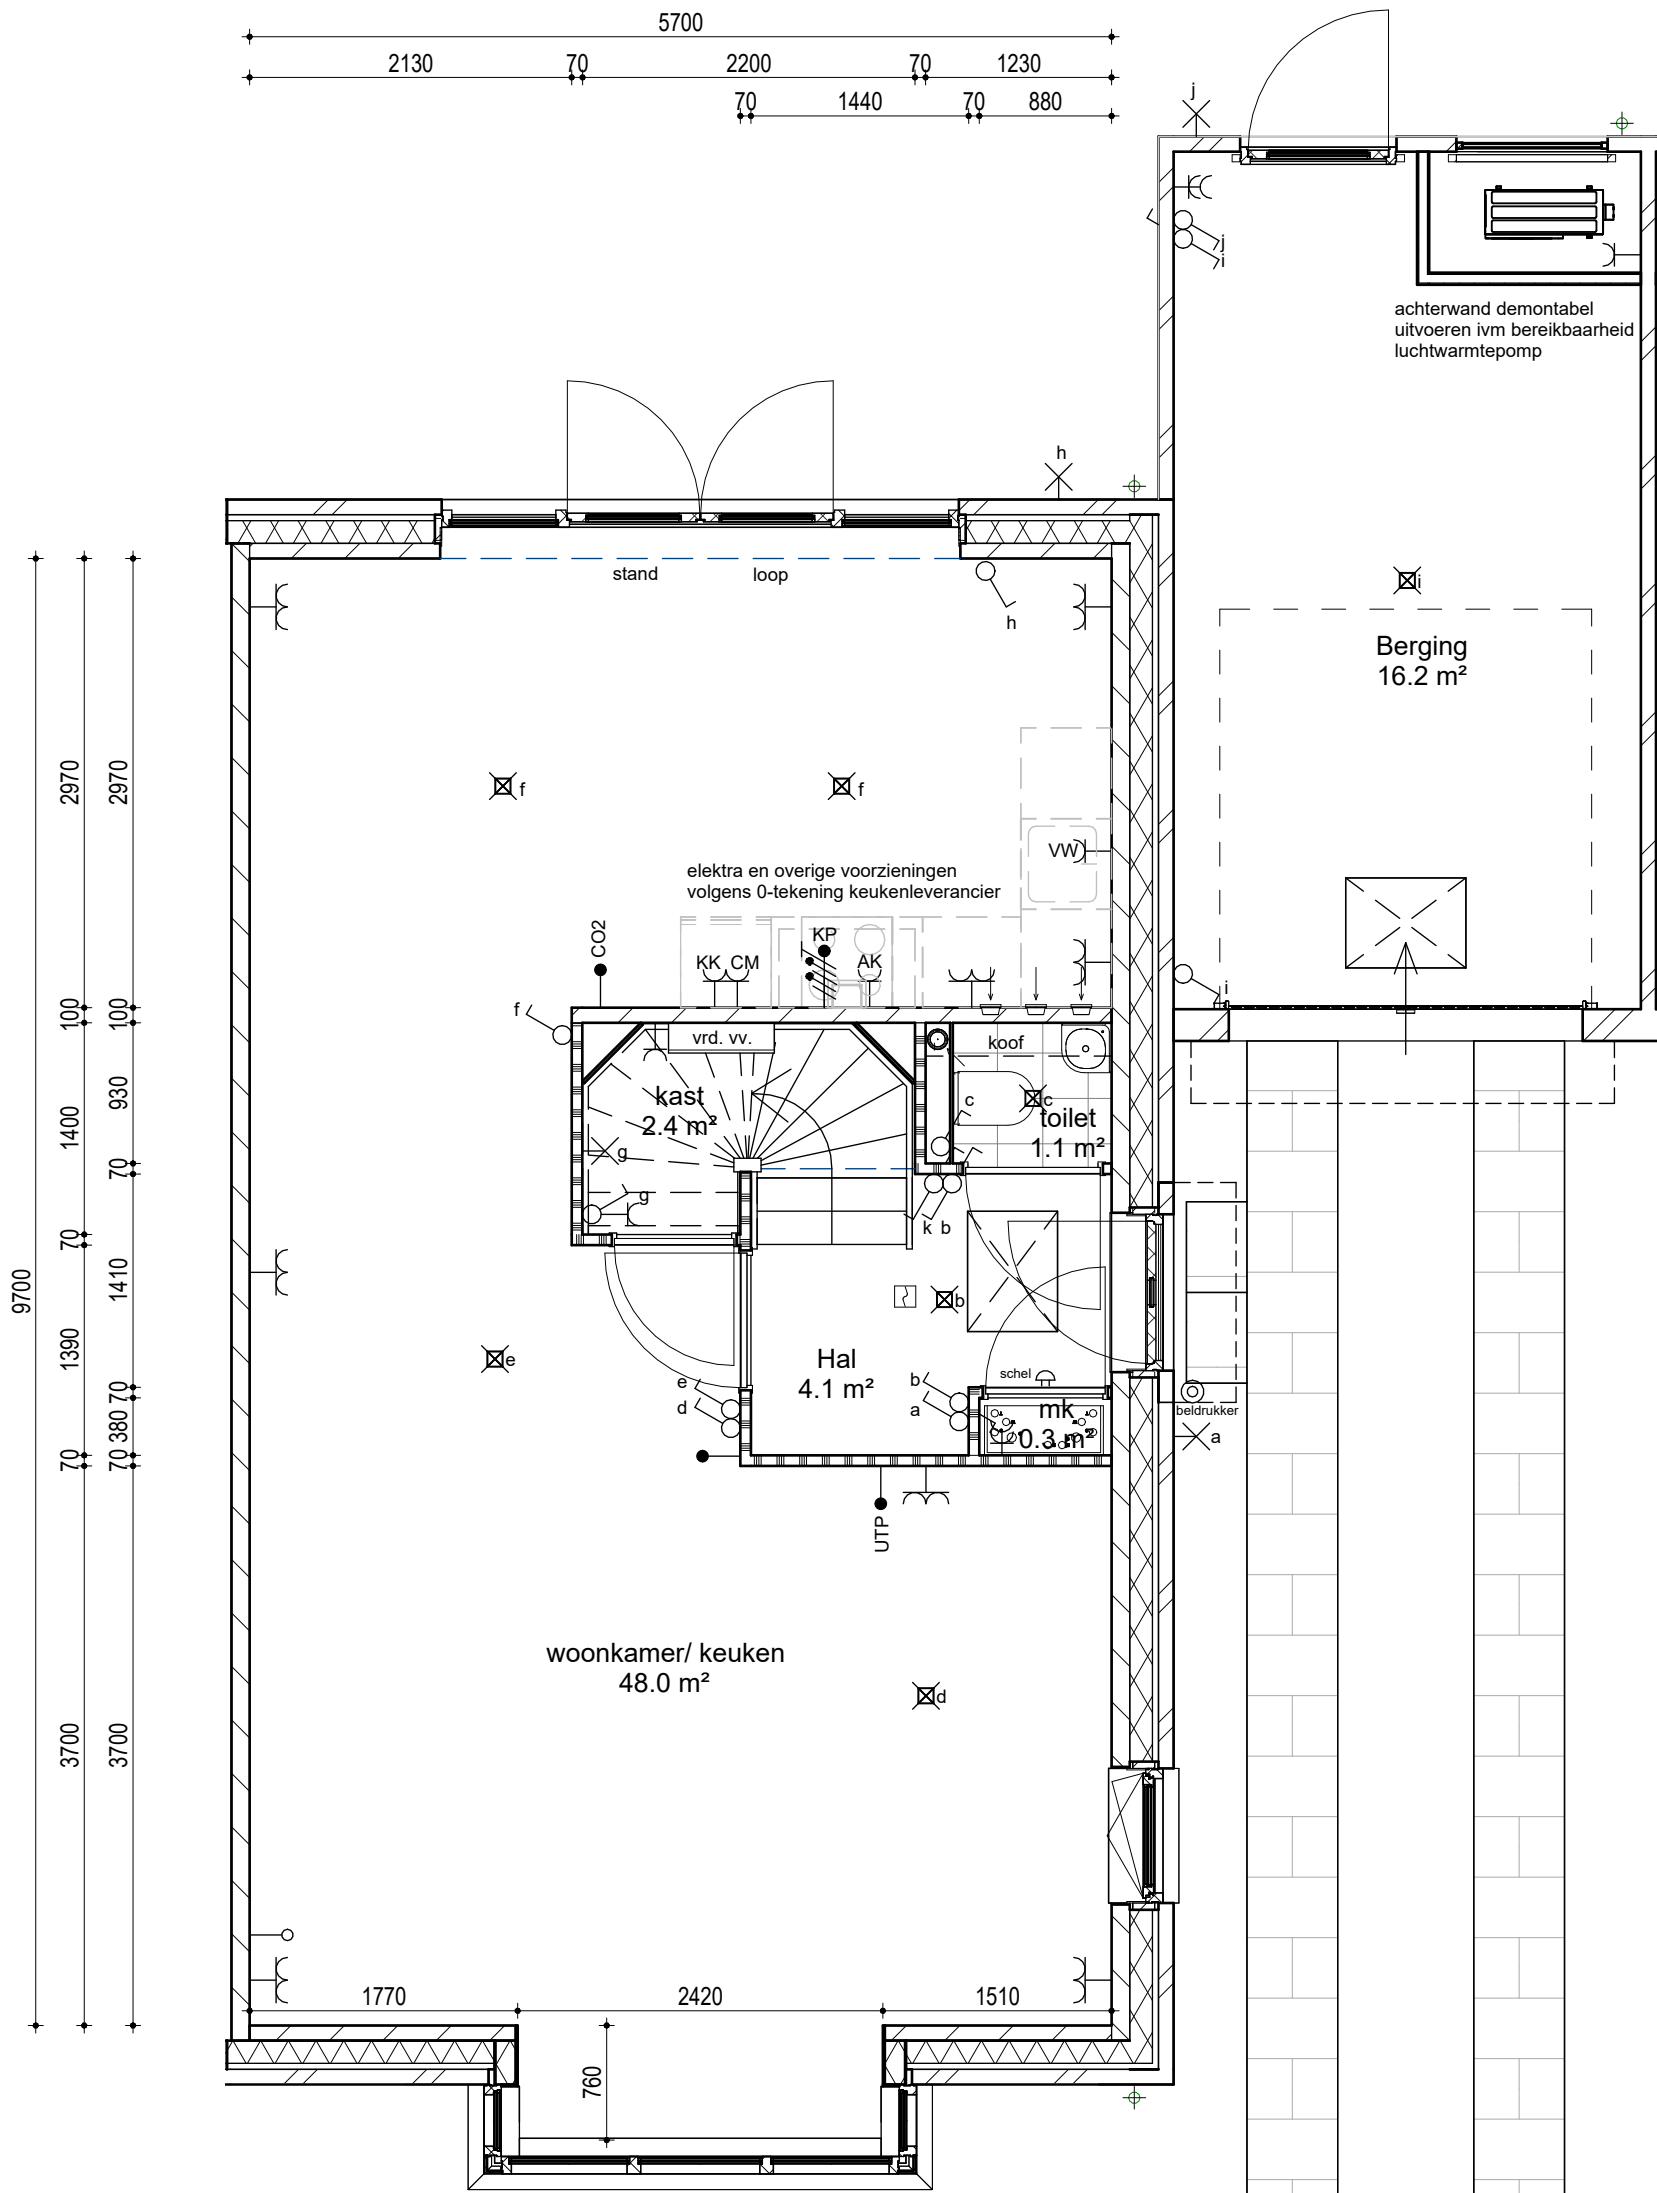 5700
2130 70 2200 70 1230
70 1440 70 880
j
j
i
achterwand demontabel
uitvoeren ivm bereikbaarheid
luchtwarmtepomp
h
stand loop
h
i
Berging
16.2 m²
f f
VW
elektra en overige voorzieningen
volgens 0-tekening keukenleverancier
CO2
KK CM KP AK
i
f
vrd. vv.
koof
kast
2.4 m²
c c
toilet
1.1 m²
g
g
k b
b
e
Hal
4.1 m²
schel
e
d
b
a
mk
0.3 m²
beldrukker
a
UTP
woonkamer/ keuken
48.0 m²
d
1770 2420 1510
760
9700
2970
100
1400
70
1390
70
3700
2970
100
930
70
1410
70
380
70
3700